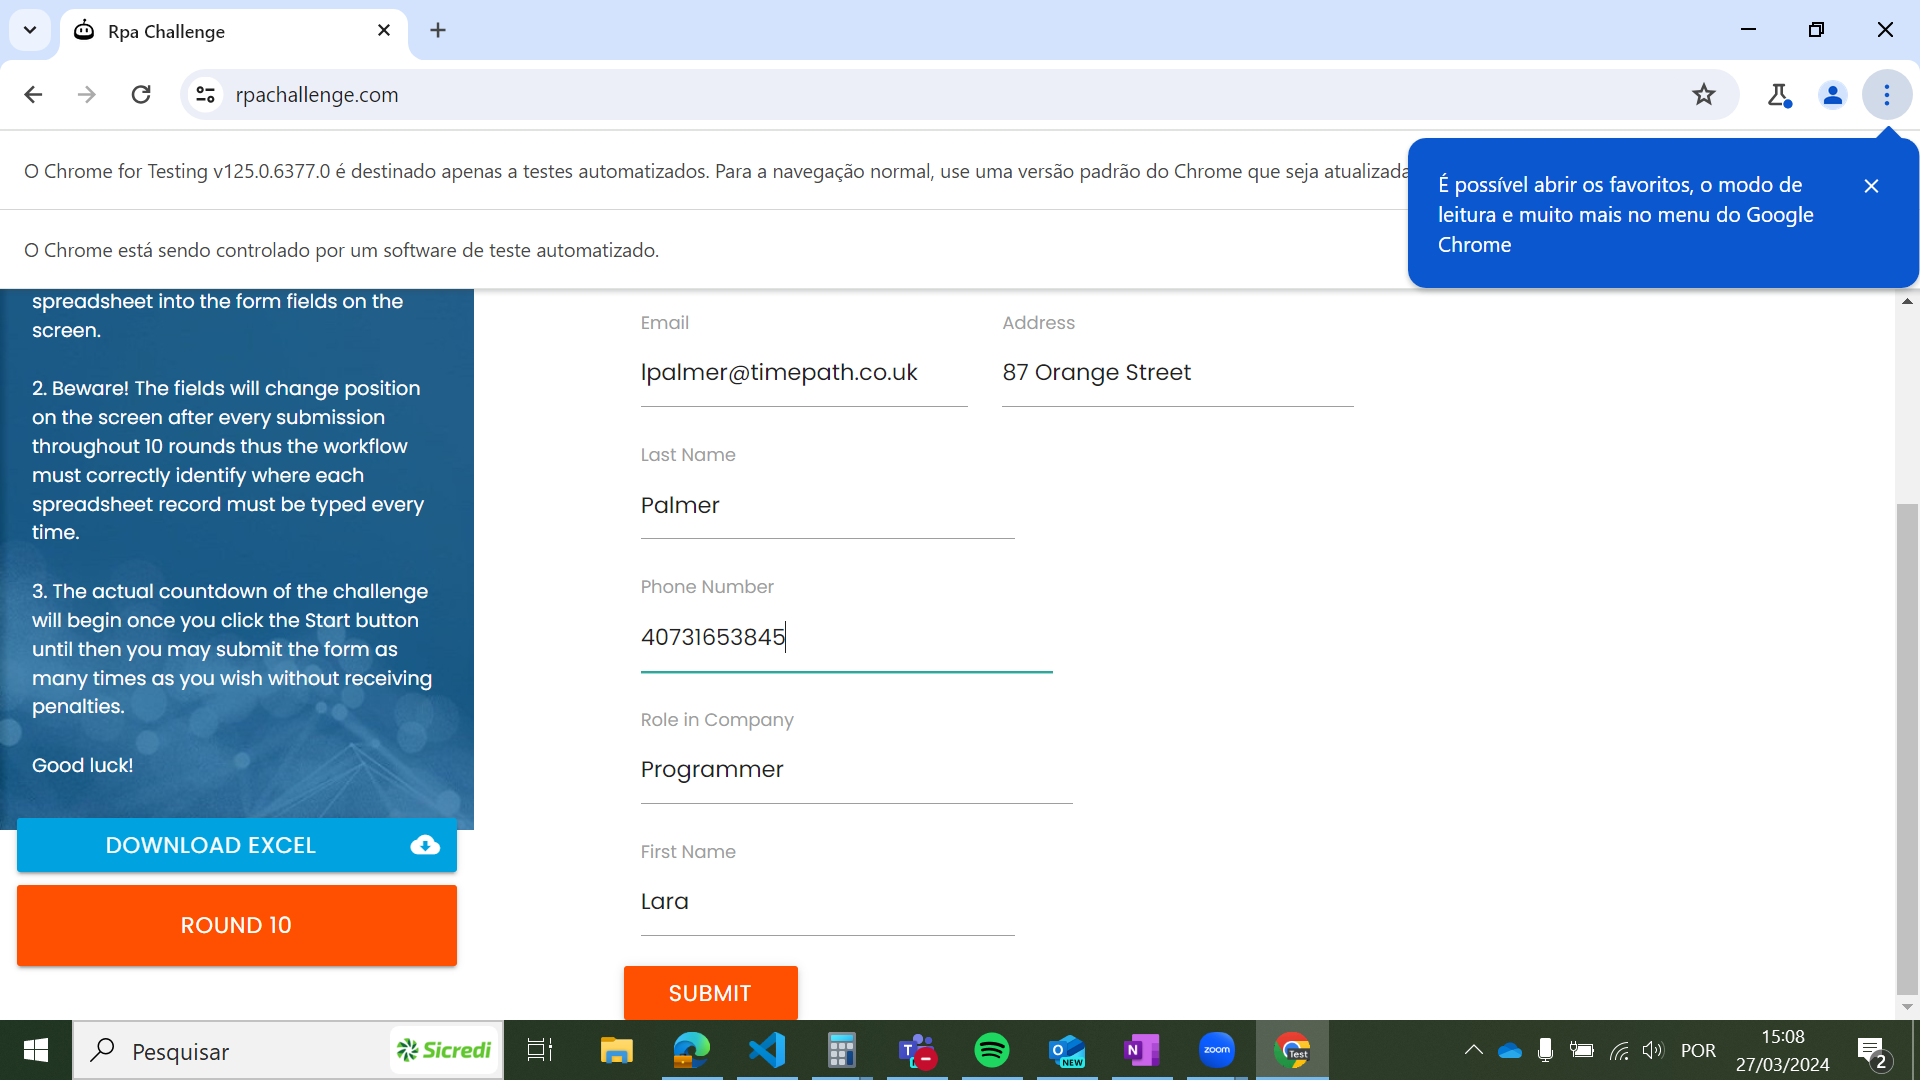 Rpa Challenge
rpachallenge.com
O Chrome for Testing v125.0.6377.0 é destinado apenas a testes automatizados. Para a navegação normal, use uma versão padrão do Chrome que seja atualizada
O Chrome está sendo controlado por um software de teste automatizado.
É possível abrir os favoritos, o modo de
leitura e muito mais no menu do Google
Chrome
spreadsheet into the form fields on the
screen.
2. Beware! The fields will change position
on the screen after every submission
throughout 10 rounds thus the workflow
must correctly identify where each
spreadsheet record must be typed every
time.
3. The actual countdown of the challenge
will begin once you click the Start button
until then you may submit the form as
many times as you wish without receiving
penalties.
Good luck!
DOWNLOAD EXCEL
ROUND 10
Email
lpalmer@timepath.co.uk
Address
87 Orange Street
Last Name
Palmer
Phone Number
40731653845
Role in Company
Programmer
First Name
Lara
SUBMIT
Pesquisar
Sicredi
NEW
N
zoom
Test
POR
15:08
27/03/2024
2